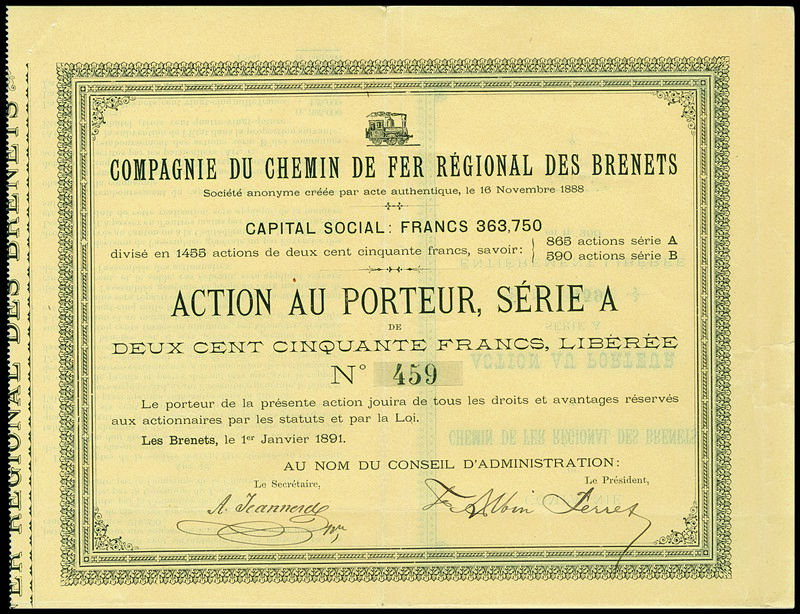 COMPAGNIE DU CHEMIN DE FER RÉGIONAL DES BRENETS
Société anonyme créée par acte authentique, le 16 Novembre 1888
CAPITAL SOCIAL: FRANCS 363,750
divisé en 1455 actions de deux cent cinquante francs, savoir: 865 actions série A
590 actions série B
ACTION AU PORTEUR, SÉRIE A
DE
DEUX CENT CINQUANTE FRANCS, LIBÉRÉE
N° 459
Le porteur de la présente action jouira de tous les droits et avantages réservés
aux actionnaires par les statuts et par la Loi.
Les Brenets, le 1er Janvier 1891.
AU NOM DU CONSEIL D'ADMINISTRATION:
Le Secrétaire,
Le Président,
A. Jeanneret
Albin Perret
ER RÉGIONAL DES BRENETS